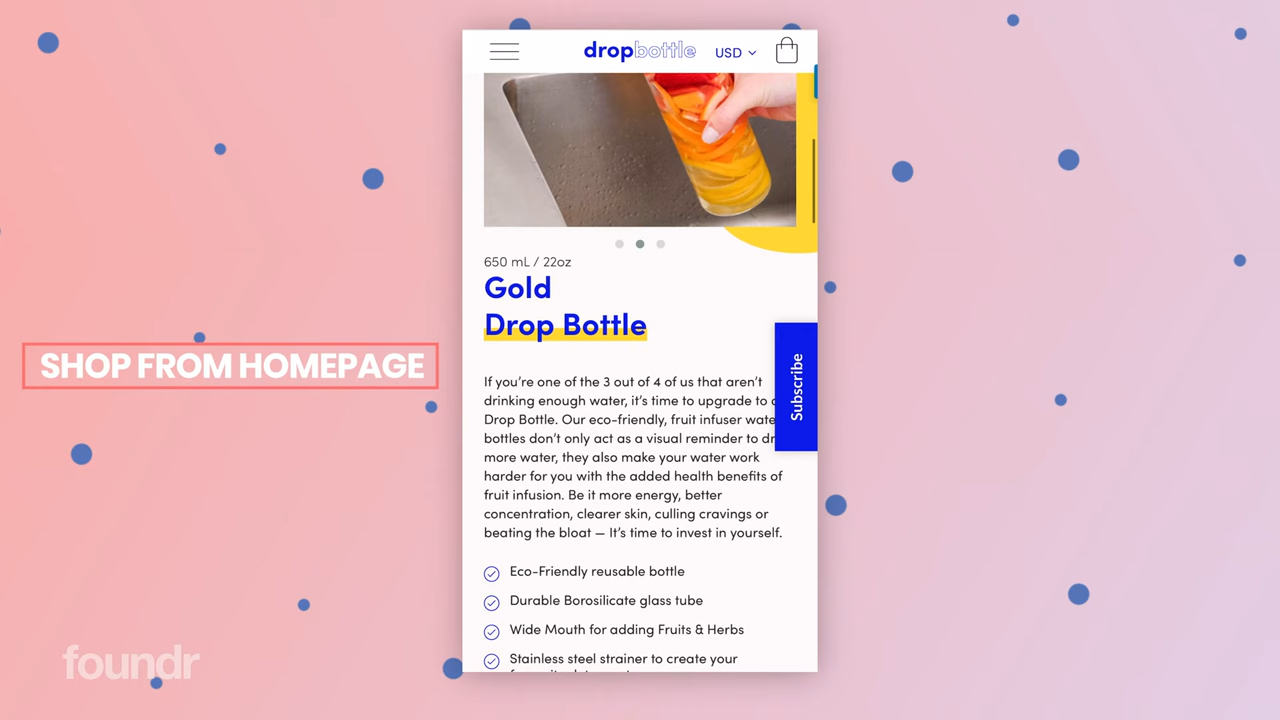 dropbottle
USD
650 mL / 22oz
Gold
Drop Bottle
SHOP FROM HOMEPAGE
Subscribe
If you're one of the 3 out of 4 of us that aren't
drinking enough water, it's time to upgrade to
Drop Bottle. Our eco-friendly, fruit infuser
bottles don't only act as a visual reminder to
more water, they also make your water work
harder for you with the added health benefits of
fruit infusion. Be it more energy, better
concentration, clearer skin, culling cravings or
beating the bloat — It's time to invest in yourself.
Eco-Friendly reusable bottle
Durable Borosilicate glass tube
Wide Mouth for adding Fruits & Herbs
Stainless steel strainer to create your
foundr